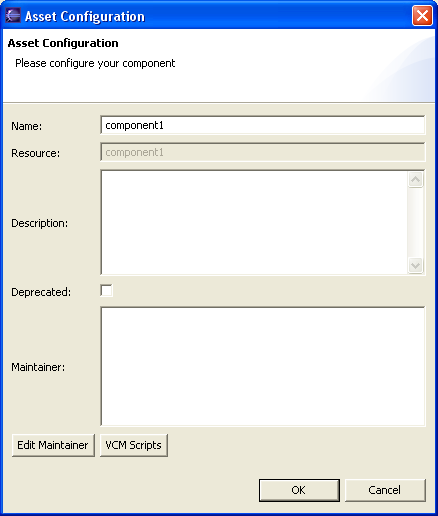 Asset Configuration
Asset Configuration
Please configure your component
Name: component1
Resource: component1
Description:
Deprecated:
Maintainer:
Edit Maintainer VCM Scripts
OK Cancel